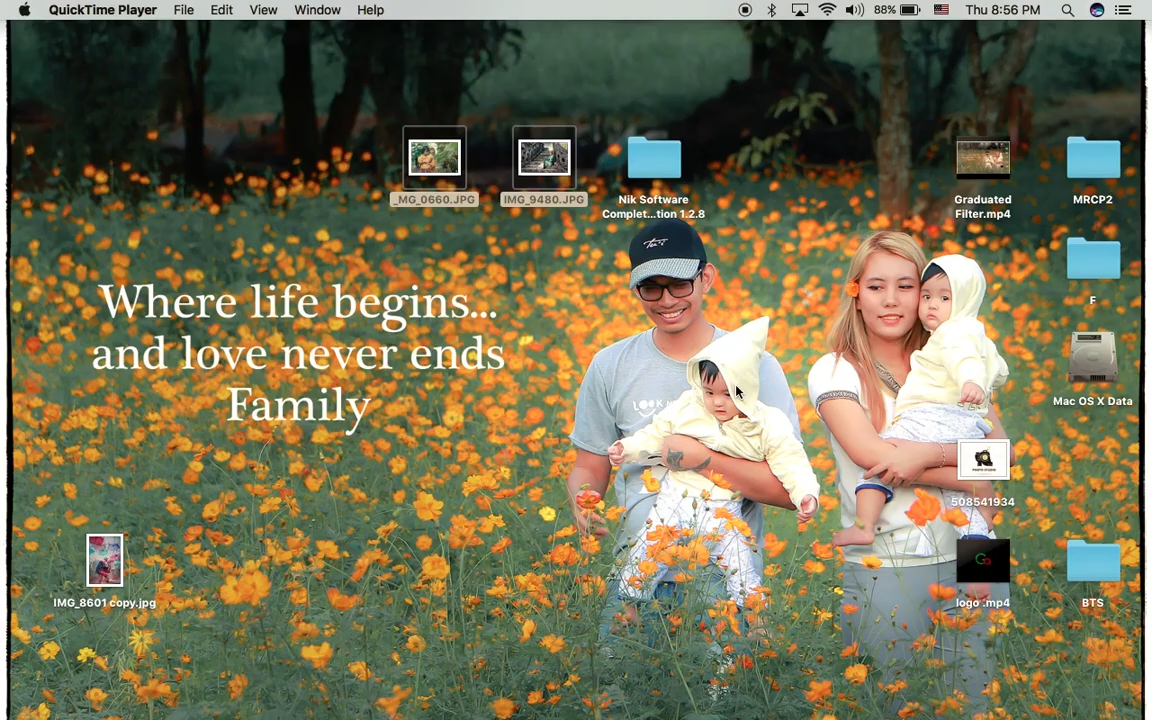 QuickTime Player File Edit View Window Help 88% Thu 8:56 PM
_MG_0660.JPG
IMG_9480.JPG
Nik Software
Complet...tion 1.2.8
Graduated
Filter.mp4
MRCP2
F
Where life begins...
and love never ends
Family
Mac OS X Data
508541934
IMG_8601 copy.jpg
logo .mp4
BTS